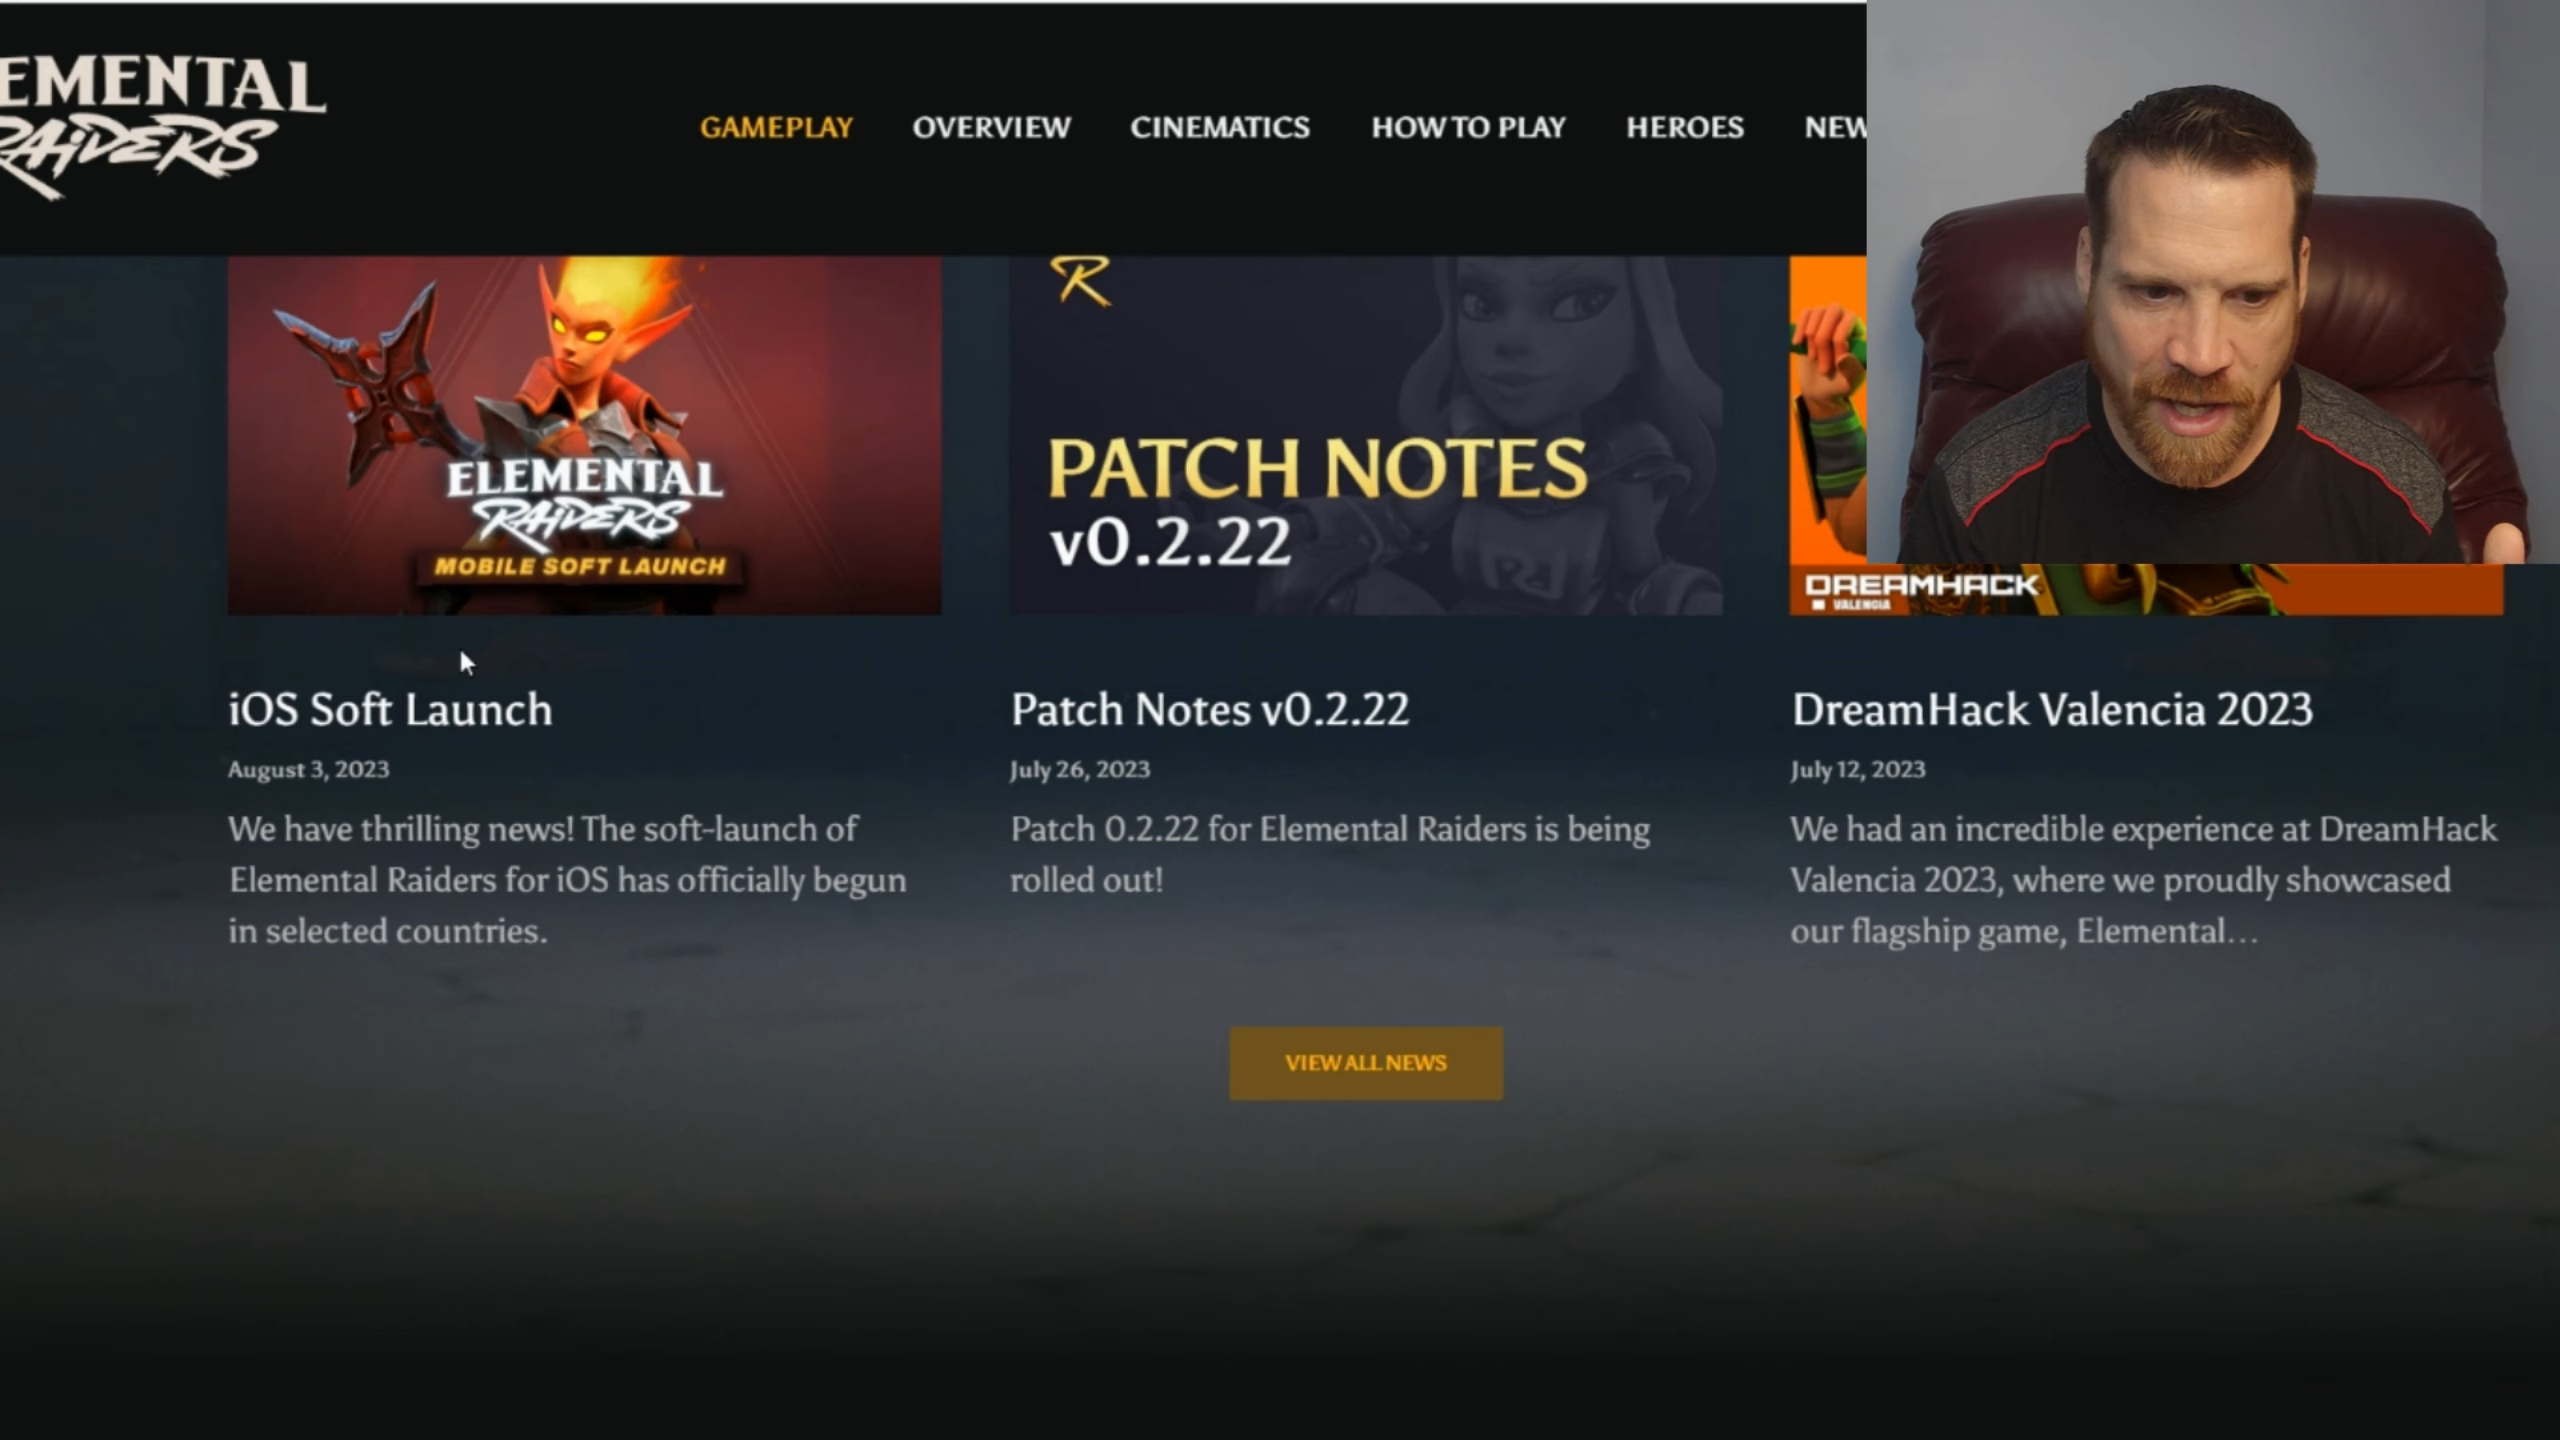 EMENTAL
RAIDERS
GAMEPLAY
OVERVIEW
CINEMATICS
HOW TO PLAY
HEROES
NEW
R
ELEMENTAL
RAIDERS
MOBILE SOFT LAUNCH
PATCH NOTES
v0.2.22
DREAMHACK
VALENCIA
iOS Soft Launch
August 3, 2023
We have thrilling news! The soft-launch of
Elemental Raiders for iOS has officially begun
in selected countries.
Patch Notes v0.2.22
July 26, 2023
Patch 0.2.22 for Elemental Raiders is being
rolled out!
DreamHack Valencia 2023
July 12, 2023
We had an incredible experience at DreamHack
Valencia 2023, where we proudly showcased
our flagship game, Elemental...
VIEW ALL NEWS